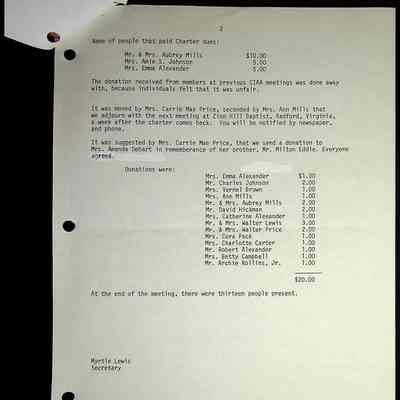 2
Name of people that paid Charter dues:
Mr. & Mrs. Aubrey Mills $10.00
Mrs. Amie S. Johnson 5.00
Mrs. Emma Alexander 5.00
The donation received from members at previous CIAA meetings was done away
with, because individuals felt that it was unfair.
It was moved by Mrs. Carrie Mae Price, seconded by Mrs. Ann Mills that
we adjourn with the next meeting at Zion Hill Baptist, Radford, Virginia,
a week after the charter comes back. You will be notified by newspaper,
and phone.
It was suggested by Mrs. Carrie Mae Price, that we send a donation to
Mrs. Amanda Debart in rememberance of her brother, Mr. Milton Eddie. Everyone
agreed.
Donations were:
Mrs. Emma Alexander $1.00
Mr. Charles Johnson 2.00
Mrs. Vernel Brown 1.00
Mrs. Ann Mills 1.00
Mr. & Mrs. Aubrey Mills 2.00
Mr. David Hickman 2.00
Mrs. Catherine Alexander 1.00
Mr. & Mrs. Walter Lewis 3.00
Mr. & Mrs. Walter Price 2.00
Mrs. Cora Pack 1.00
Mrs. Charlotte Carter 1.00
Mr. Robert Alexander 1.00
Mrs. Betty Campbell 1.00
Mr. Archie Rollins, Jr. 1.00
$20.00
At the end of the meeting, there were thirteen people present.
Myrtle Lewis
Secretary